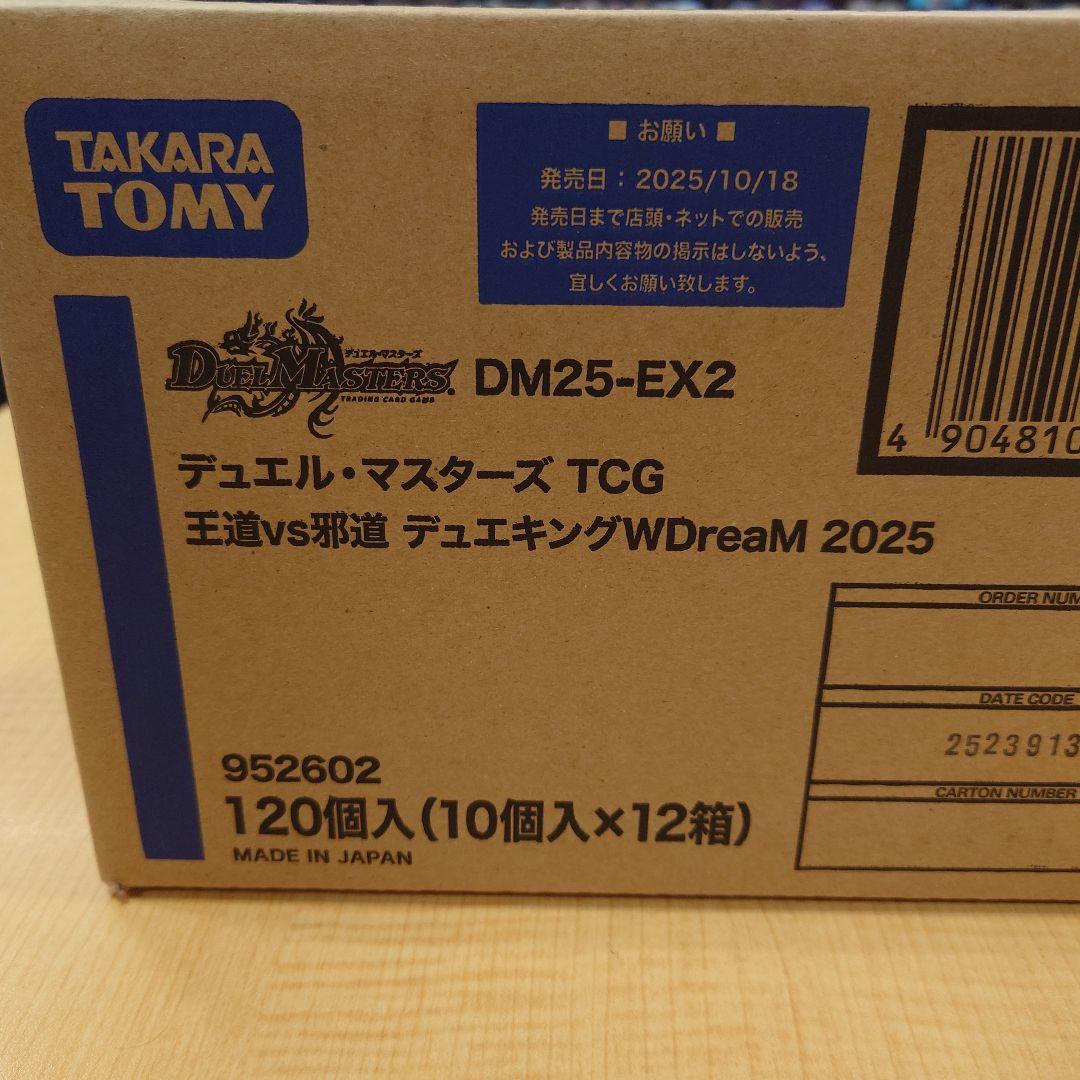 TAKARA
TOMY
■ お願い ■
発売日：2025/10/18
発売日まで店頭・ネットでの販売
および製品内容物の掲示はしないよう、
宜しくお願い致します。
デュエル・マスターズ
DUEL MASTERS
TRADING CARD GAME
DM25-EX2
4 904810
デュエル・マスターズ TCG
王道vs邪道 デュエキングWDreaM 2025
ORDER NUM
DATE CODE
2523913
CARTON NUMBER
952602
120個入(10個入×12箱)
MADE IN JAPAN